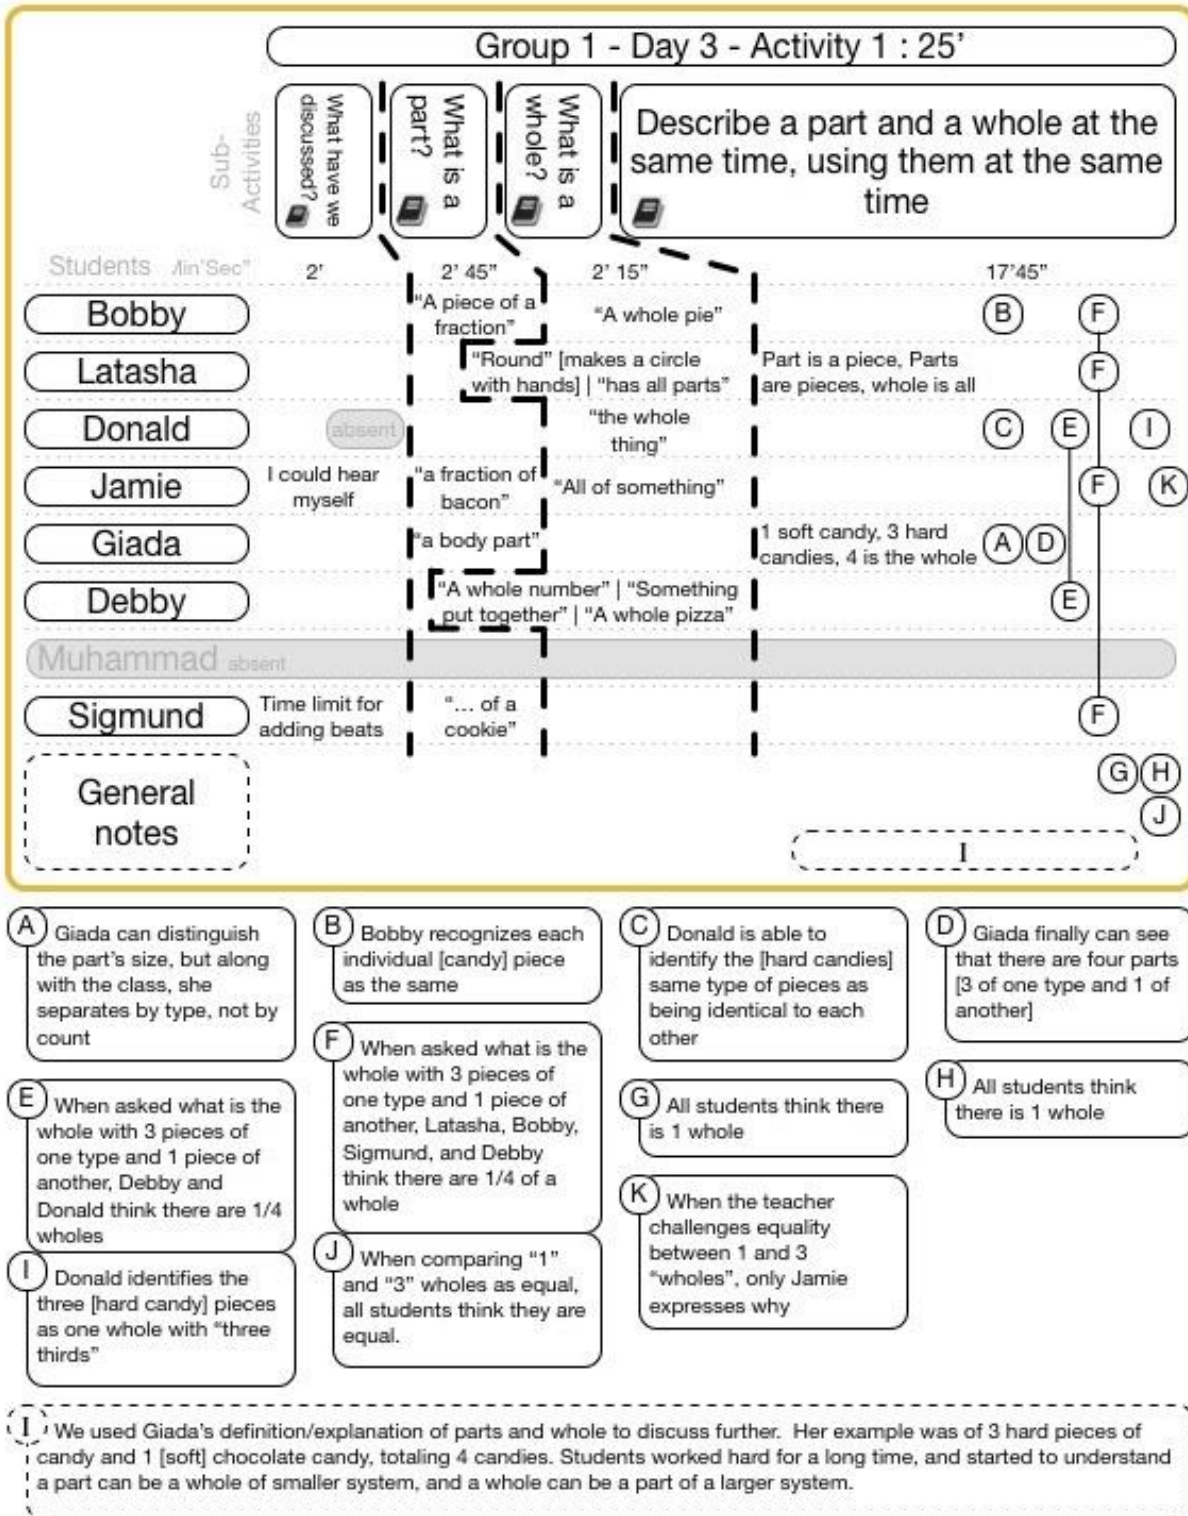 Group 1 - Day 3 - Activity 1 : 25’
Sub-
Activities
What have we
discussed?
What is a
part?
What is a
whole?
Describe a part and a whole at the
same time, using them at the same
time
Students /Iin'Sec" 2’ 2’ 45” 2’ 15” 17’45”
Bobby
“A piece of a
fraction”
“A whole pie”
B F
Latasha
“Round” [makes a circle
with hands] | “has all parts”
Part is a piece, Parts
are pieces, whole is all
F
Donald
absent
“the whole
thing”
C E I
Jamie
I could hear
myself
“a fraction of
bacon”
“All of something”
F K
Giada
“a body part”
1 soft candy, 3 hard
candies, 4 is the whole
A D
Debby
“A whole number” | “Something
put together” | “A whole pizza”
E
Muhammad absent
Sigmund
Time limit for
adding beats
“... of a
cookie”
F
General
notes
G H
J
I
A Giada can distinguish
the part’s size, but along
with the class, she
separates by type, not by
count
B Bobby recognizes each
individual [candy] piece
as the same
C Donald is able to
identify the [hard candies]
same type of pieces as
being identical to each
other
D Giada finally can see
that there are four parts
[3 of one type and 1 of
another]
E When asked what is the
whole with 3 pieces of
one type and 1 piece of
another, Debby and
Donald think there are 1/4
wholes
F When asked what is the
whole with 3 pieces of
one type and 1 piece of
another, Latasha, Bobby,
Sigmund, and Debby
think there are 1/4 of a
whole
G All students think there
is 1 whole
H All students think
there is 1 whole
I Donald identifies the
three [hard candy] pieces
as one whole with “three
thirds”
J When comparing “1”
and “3” wholes as equal,
all students think they are
equal.
K When the teacher
challenges equality
between 1 and 3
“wholes”, only Jamie
expresses why
I We used Giada’s definition/explanation of parts and whole to discuss further. Her example was of 3 hard pieces of
candy and 1 [soft] chocolate candy, totaling 4 candies. Students worked hard for a long time, and started to understand
a part can be a whole of smaller system, and a whole can be a part of a larger system.